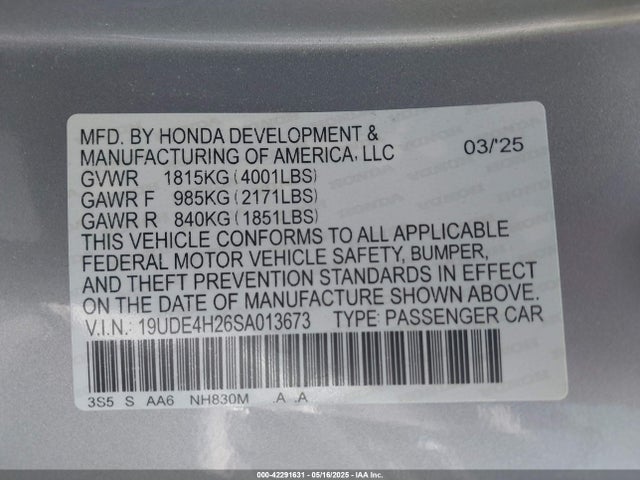 MFD. BY HONDA DEVELOPMENT &
MANUFACTURING OF AMERICA, LLC 03/'25
GVWR 1815KG (4001LBS)
GAWR F 985KG (2171LBS)
GAWR R 840KG (1851LBS)
THIS VEHICLE CONFORMS TO ALL APPLICABLE
FEDERAL MOTOR VEHICLE SAFETY, BUMPER,
AND THEFT PREVENTION STANDARDS IN EFFECT
ON THE DATE OF MANUFACTURE SHOWN ABOVE.
V.I.N.: 19UDE4H26SA013673 TYPE: PASSENGER CAR
3S5 S AA6 NH830M .A .A
000-42291631 - 05/16/2025 - IAA Inc.